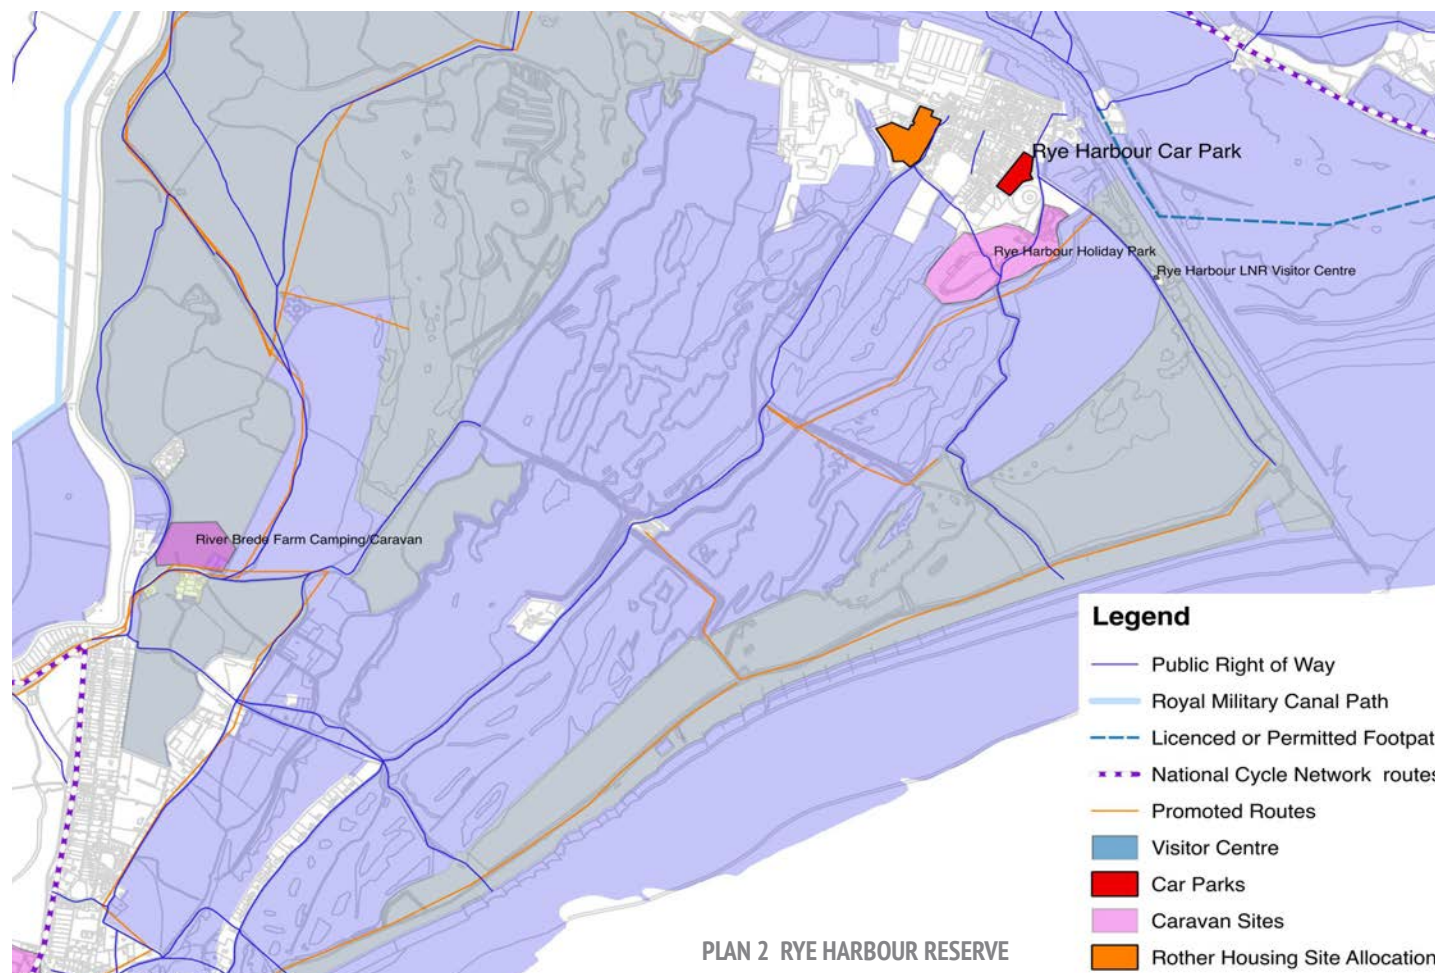 Rye Harbour Car Park
Rye Harbour Holiday Park
Rye Harbour LNR Visitor Centre
River Brede Farm Camping/Caravan
Legend
Public Right of Way
Royal Military Canal Path
Licenced or Permitted Footpat
National Cycle Network routes
Promoted Routes
Visitor Centre
Car Parks
Caravan Sites
Rother Housing Site Allocation
PLAN 2 RYE HARBOUR RESERVE